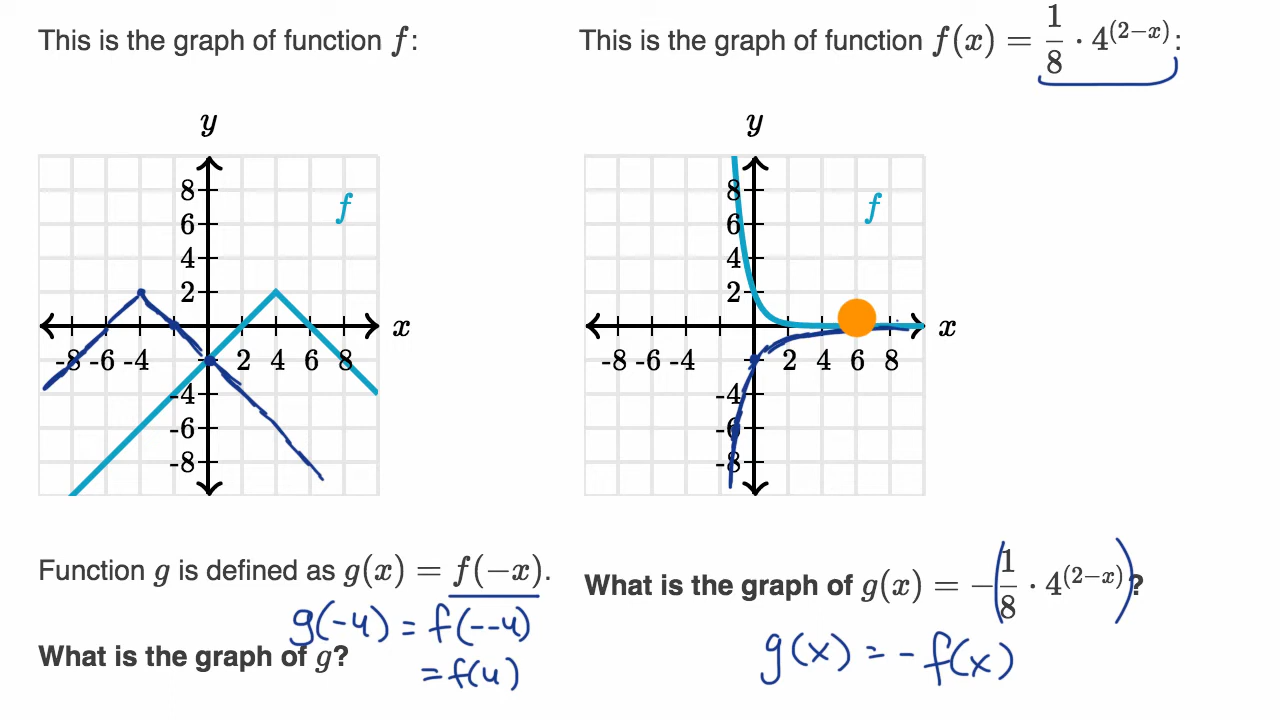 This is the graph of function f:
y
8
6
4
2
f
x
-8 -6 -4 2 4 6 8
-4
-6
-8
Function g is defined as g(x) = f(-x).
g(-4) = f(--4)
= f(4)
What is the graph of g?
This is the graph of function f(x) = 1/8 · 4^(2-x):
y
8
6
4
2
f
x
-8 -6 -4 2 4 6 8
-4
-6
-8
What is the graph of g(x) = -(1/8 · 4^(2-x))?
g(x) = -f(x)